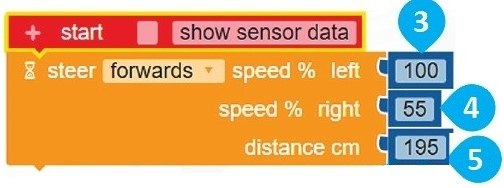 + start show sensor data 3
steer forwards speed % left 100
speed % right 55 4
distance cm 195 5